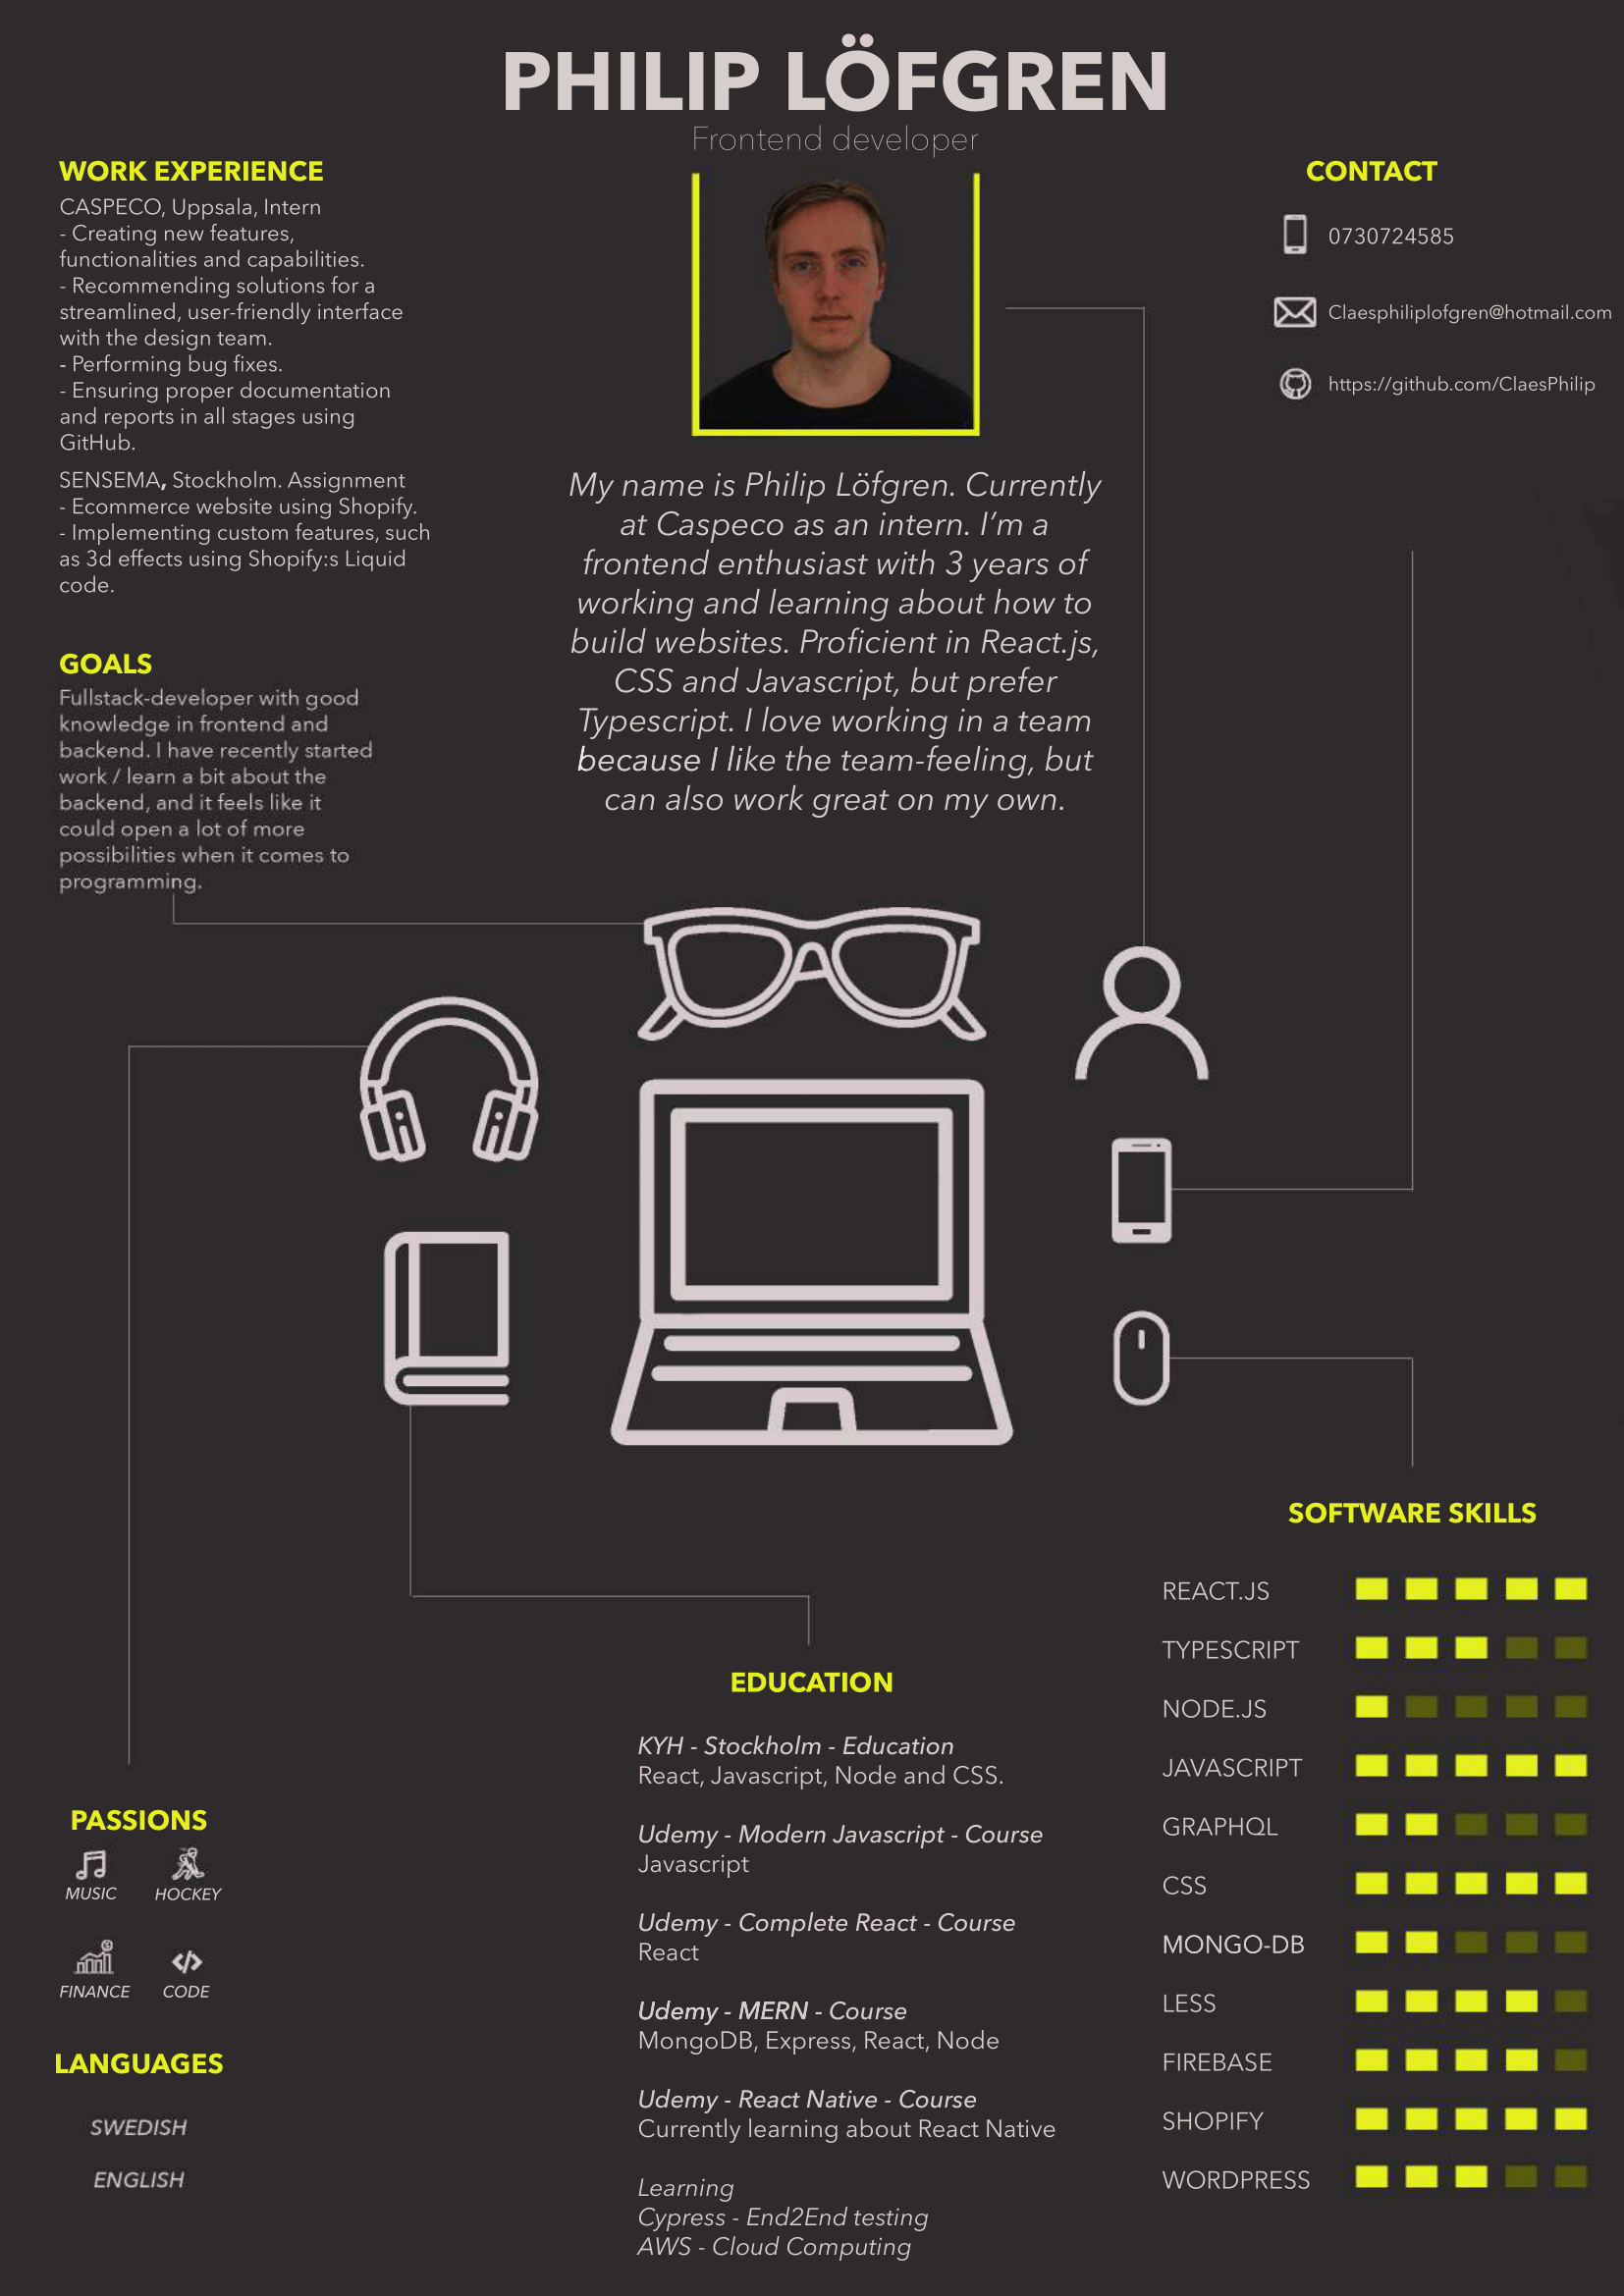 PHILIP LÖFGREN
Frontend developer
WORK EXPERIENCE
CASPECO, Uppsala, Intern
- Creating new features,
functionalities and capabilities.
- Recommending solutions for a
streamlined, user-friendly interface
with the design team.
- Performing bug fixes.
- Ensuring proper documentation
and reports in all stages using
GitHub.
SENSEMA, Stockholm. Assignment
- Ecommerce website using Shopify.
- Implementing custom features, such
as 3d effects using Shopify:s Liquid
code.
GOALS
Fullstack-developer with good
knowledge in frontend and
backend. I have recently started
work / learn a bit about the
backend, and it feels like it
could open a lot of more
possibilities when it comes to
programming.
My name is Philip Löfgren. Currently
at Caspeco as an intern. I'm a
frontend enthusiast with 3 years of
working and learning about how to
build websites. Proficient in React.js,
CSS and Javascript, but prefer
Typescript. I love working in a team
because I like the team-feeling, but
can also work great on my own.
CONTACT
0730724585
Claesphiliplofgren@hotmail.com
https://github.com/ClaesPhilip
PASSIONS
MUSIC HOCKEY
FINANCE CODE
LANGUAGES
SWEDISH
ENGLISH
EDUCATION
KYH - Stockholm - Education
React, Javascript, Node and CSS.
Udemy - Modern Javascript - Course
Javascript
Udemy - Complete React - Course
React
Udemy - MERN - Course
MongoDB, Express, React, Node
Udemy - React Native - Course
Currently learning about React Native
Learning
Cypress - End2End testing
AWS - Cloud Computing
SOFTWARE SKILLS
REACT.JS
TYPESCRIPT
NODE.JS
JAVASCRIPT
GRAPHQL
CSS
MONGO-DB
LESS
FIREBASE
SHOPIFY
WORDPRESS